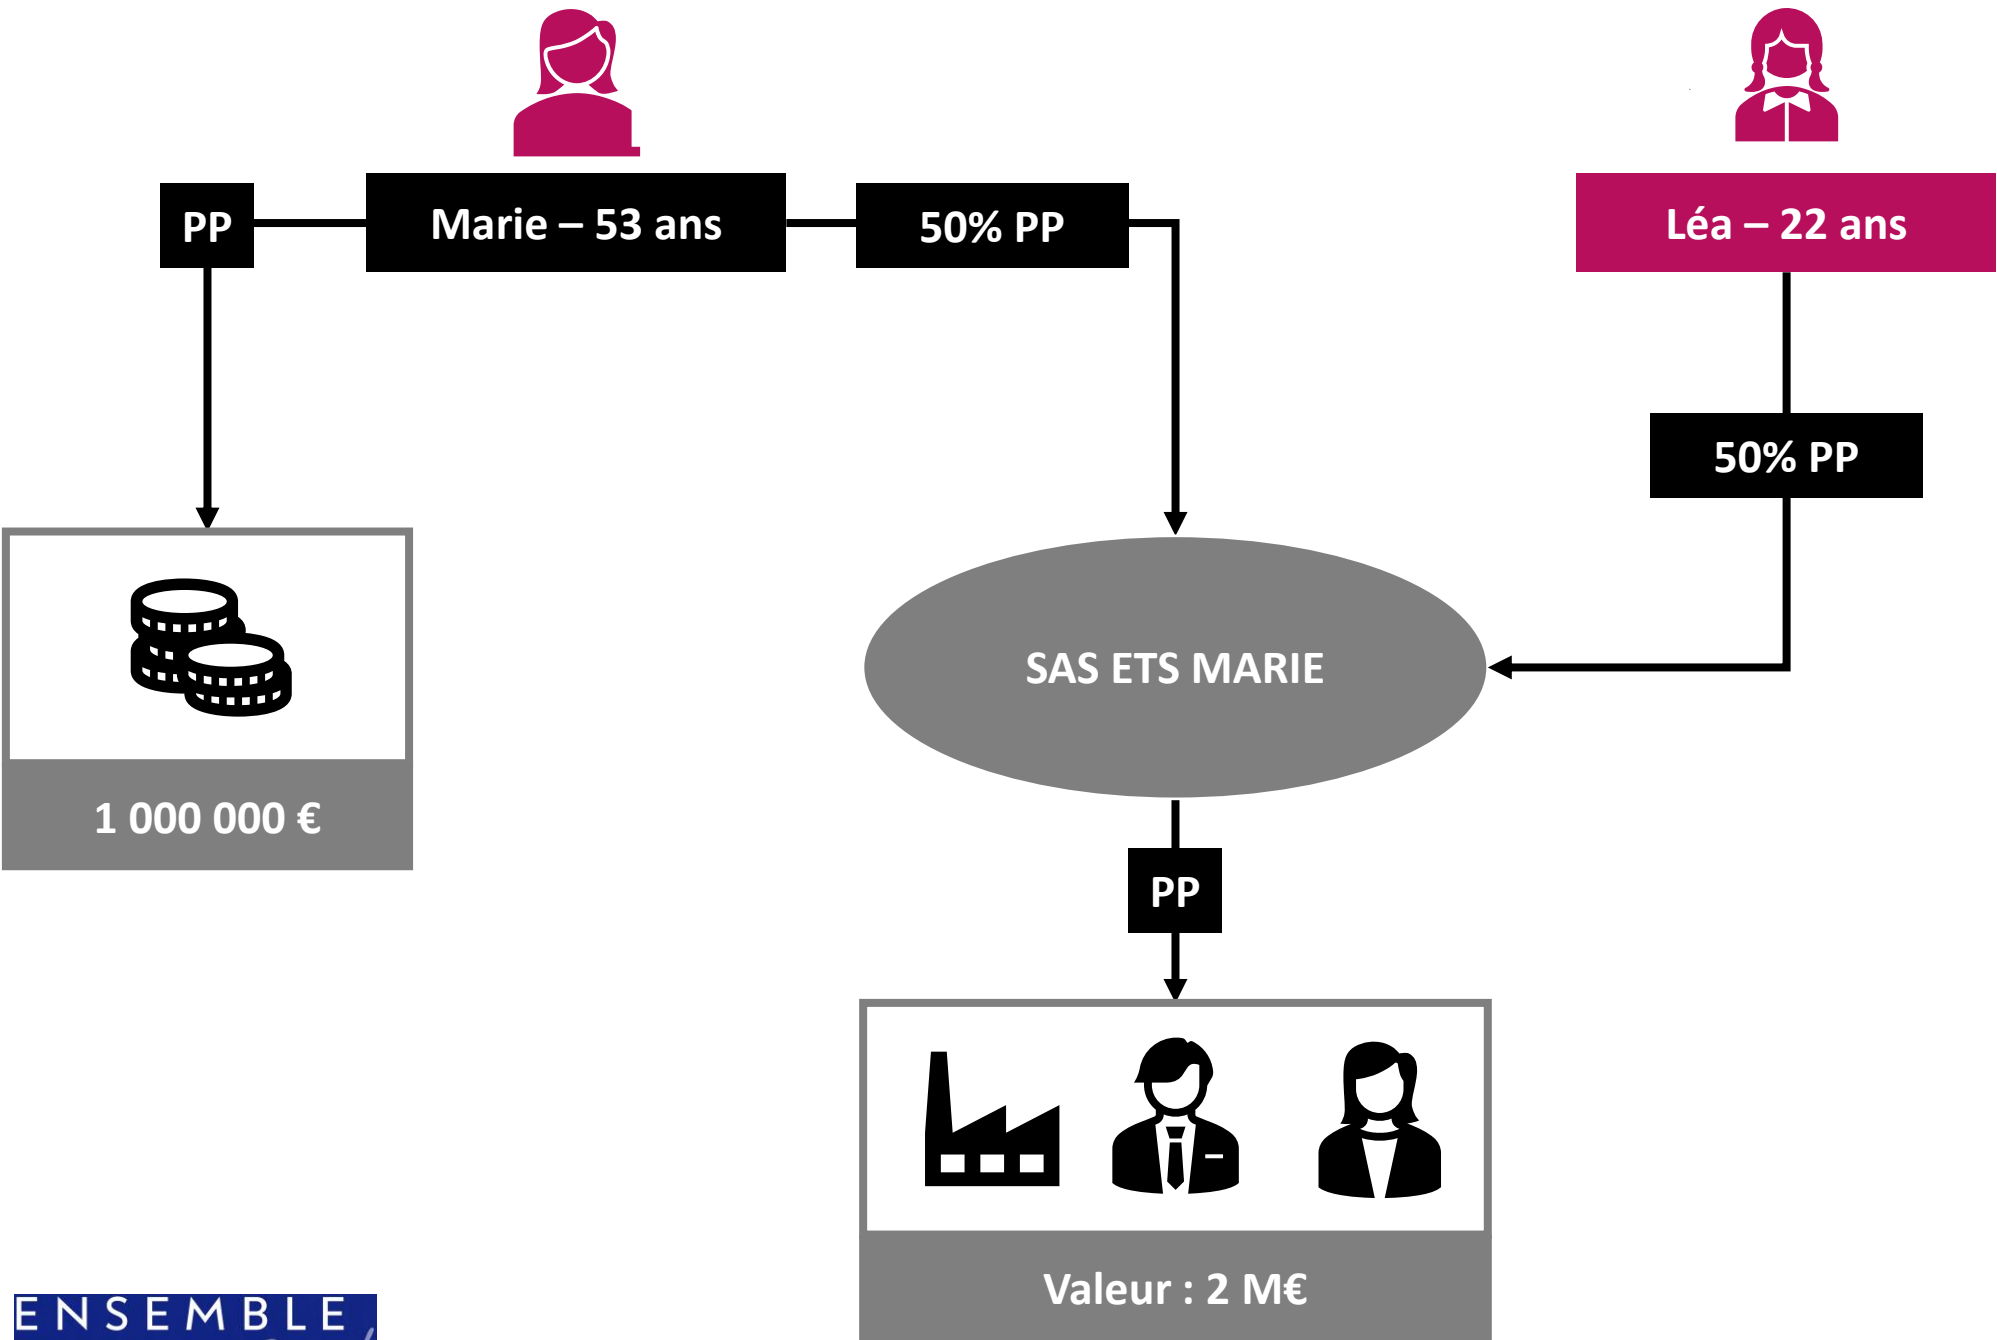 PP
Marie – 53 ans
50% PP
Léa – 22 ans
50% PP
SAS ETS MARIE
1 000 000 €
PP
Valeur : 2 M€
ENSEMBLE